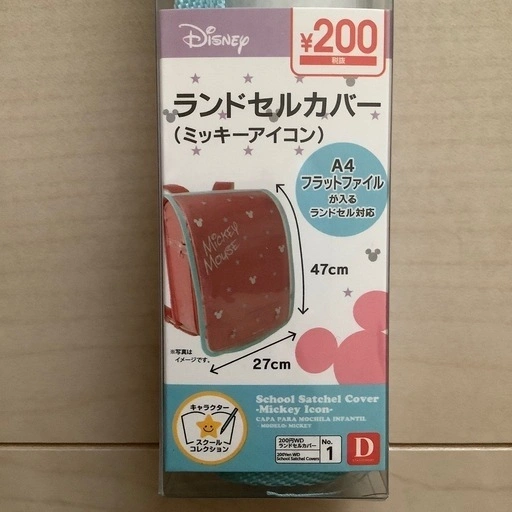 Disney
¥200
税抜
ランドセルカバー
(ミッキーアイコン)
A4
フラットファイル
が入る
ランドセル対応
MICKEY
MOUSE
47cm
27cm
※写真は
イメージです。
School Satchel Cover
-Mickey Icon-
CAPA PARA MOCHILA INFANTIL
- MODELO: MICKEY
キャラクター
スクール
コレクション
200円WD
ランドセルカバー
200Yen WD
School Satchel Covers
No.
1
D